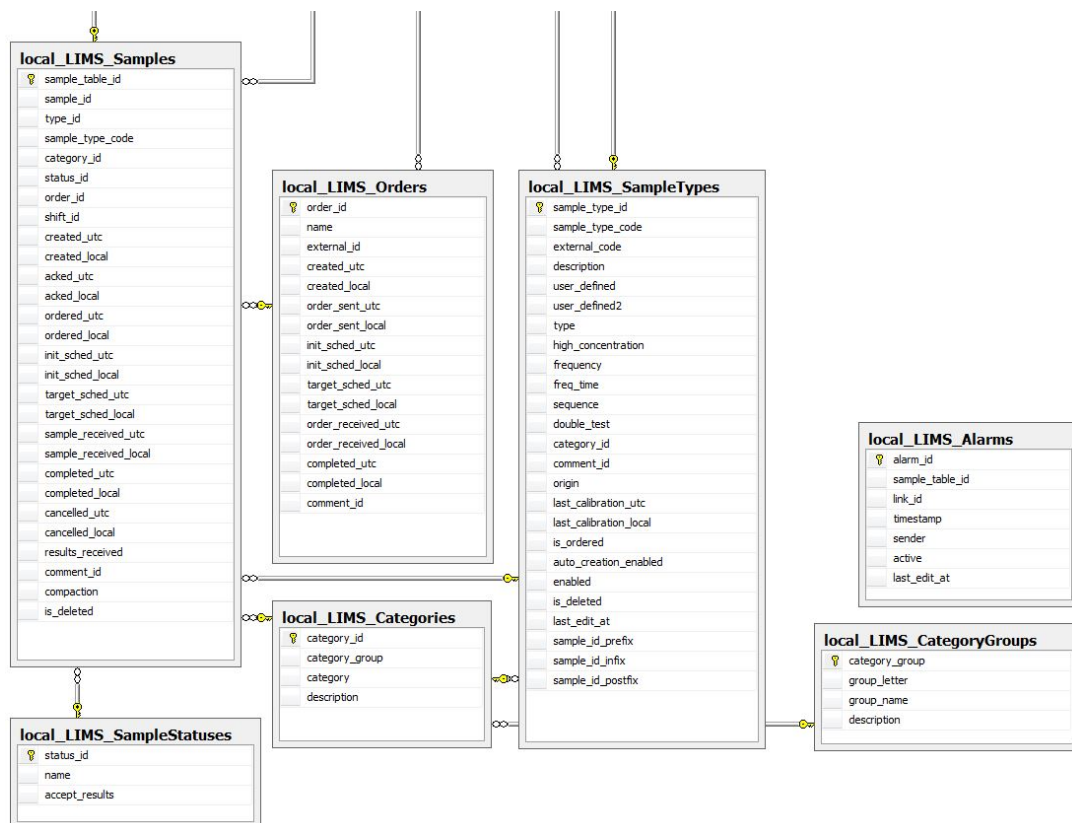 local_LIMS_Samples
sample_table_id
sample_id
type_id
sample_type_code
category_id
status_id
order_id
shift_id
created_utc
created_local
acked_utc
acked_local
ordered_utc
ordered_local
init_sched_utc
init_sched_local
target_sched_utc
target_sched_local
sample_received_utc
sample_received_local
completed_utc
completed_local
cancelled_utc
cancelled_local
results_received
comment_id
compaction
is_deleted
local_LIMS_Orders
order_id
name
external_id
created_utc
created_local
order_sent_utc
order_sent_local
init_sched_utc
init_sched_local
target_sched_utc
target_sched_local
order_received_utc
order_received_local
completed_utc
completed_local
comment_id
local_LIMS_SampleTypes
sample_type_id
sample_type_code
external_code
description
user_defined
user_defined2
type
high_concentration
frequency
freq_time
sequence
double_test
category_id
comment_id
origin
last_calibration_utc
last_calibration_local
is_ordered
auto_creation_enabled
enabled
is_deleted
last_edit_at
sample_id_prefix
sample_id_infix
sample_id_postfix
local_LIMS_Alarms
alarm_id
sample_table_id
link_id
timestamp
sender
active
last_edit_at
local_LIMS_Categories
category_id
category_group
category
description
local_LIMS_CategoryGroups
category_group
group_letter
group_name
description
local_LIMS_SampleStatuses
status_id
name
accept_results